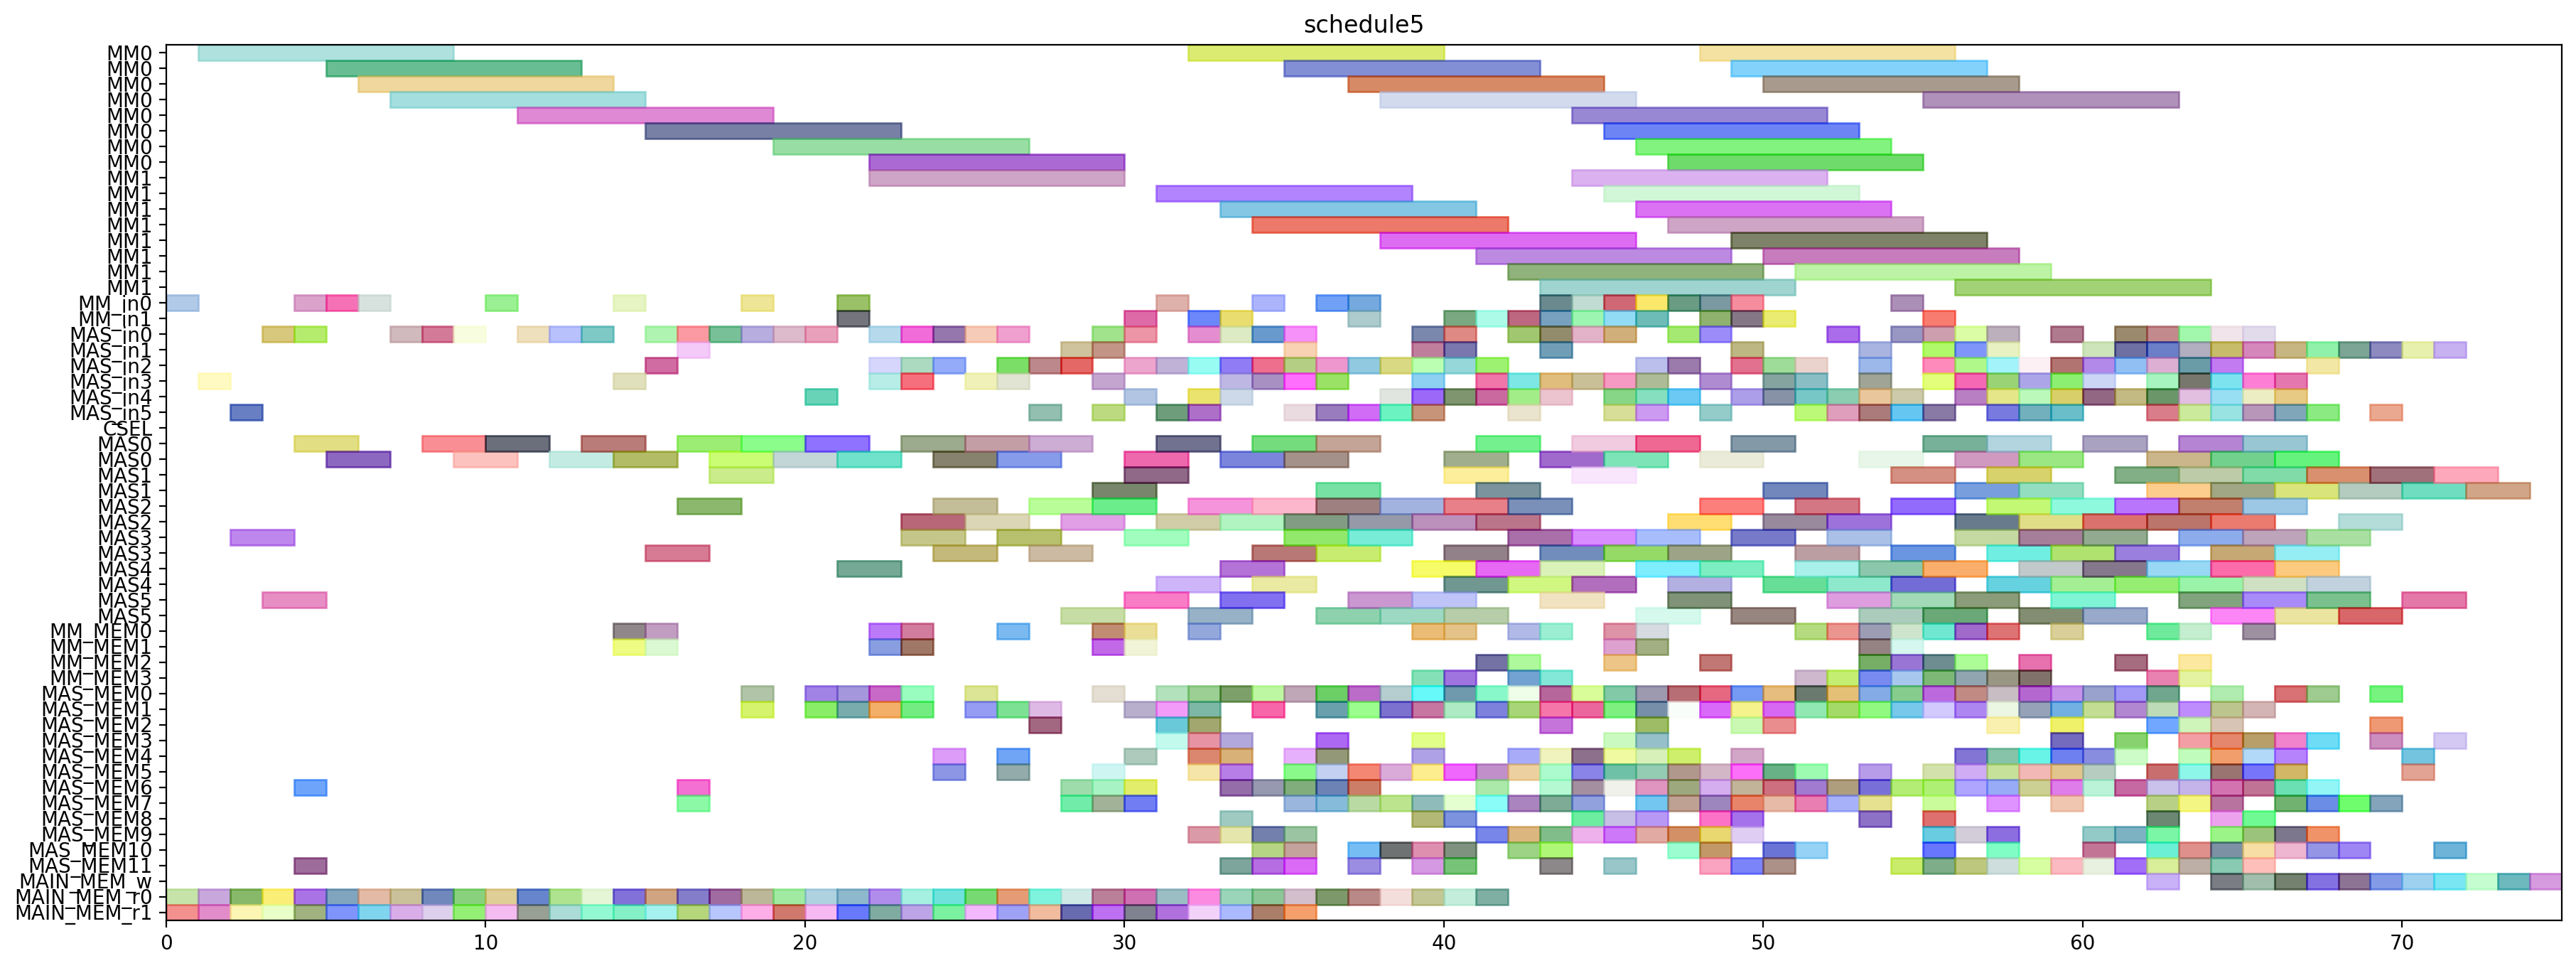 schedule5
MM0
MM0
MM0
MM0
MM0
MM0
MM0
MM0
MM1
MM1
MM1
MM1
MM1
MM1
MM1
MM1
MM_in0
MM_in1
MAS_in0
MAS_in1
MAS_in2
MAS_in3
MAS_in4
MAS_in5
CSEL
MAS0
MAS0
MAS1
MAS1
MAS2
MAS2
MAS3
MAS3
MAS4
MAS4
MAS5
MAS5
MM_MEM0
MM_MEM1
MM_MEM2
MM_MEM3
MAS_MEM0
MAS_MEM1
MAS_MEM2
MAS_MEM3
MAS_MEM4
MAS_MEM5
MAS_MEM6
MAS_MEM7
MAS_MEM8
MAS_MEM9
MAS_MEM10
MAS_MEM11
MAIN_MEM_w
MAIN_MEM_r0
MAIN_MEM_r1
0 10 20 30 40 50 60 70